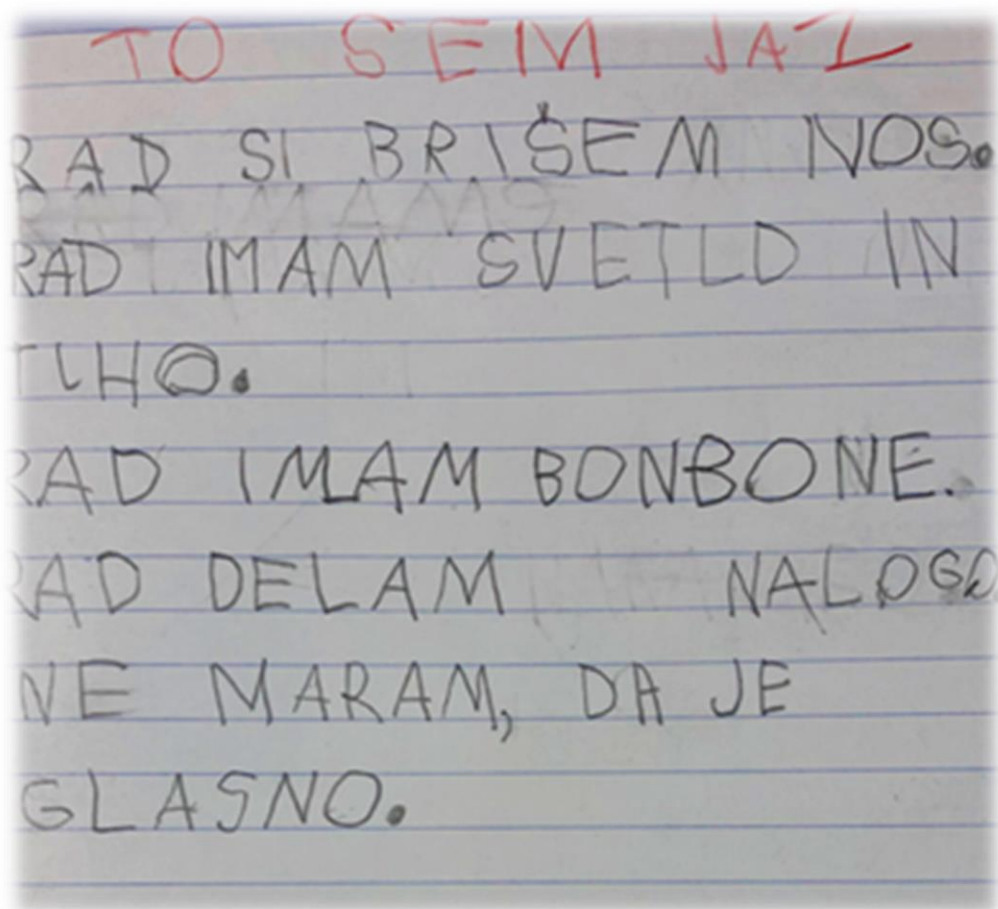 TO SEM JAZ
RAD SI BRIŠEM NOS.
RAD IMAM SVETLO IN
TIHO.
RAD IMAM BONBONE.
RAD DELAM NALOGO
NE MARAM, DA JE
GLASNO.